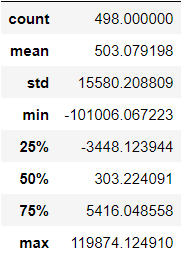 count 498.000000
mean 503.079198
std 15580.208809
min -101006.067223
25% -3448.123944
50% 303.224091
75% 5416.048558
max 119874.124910